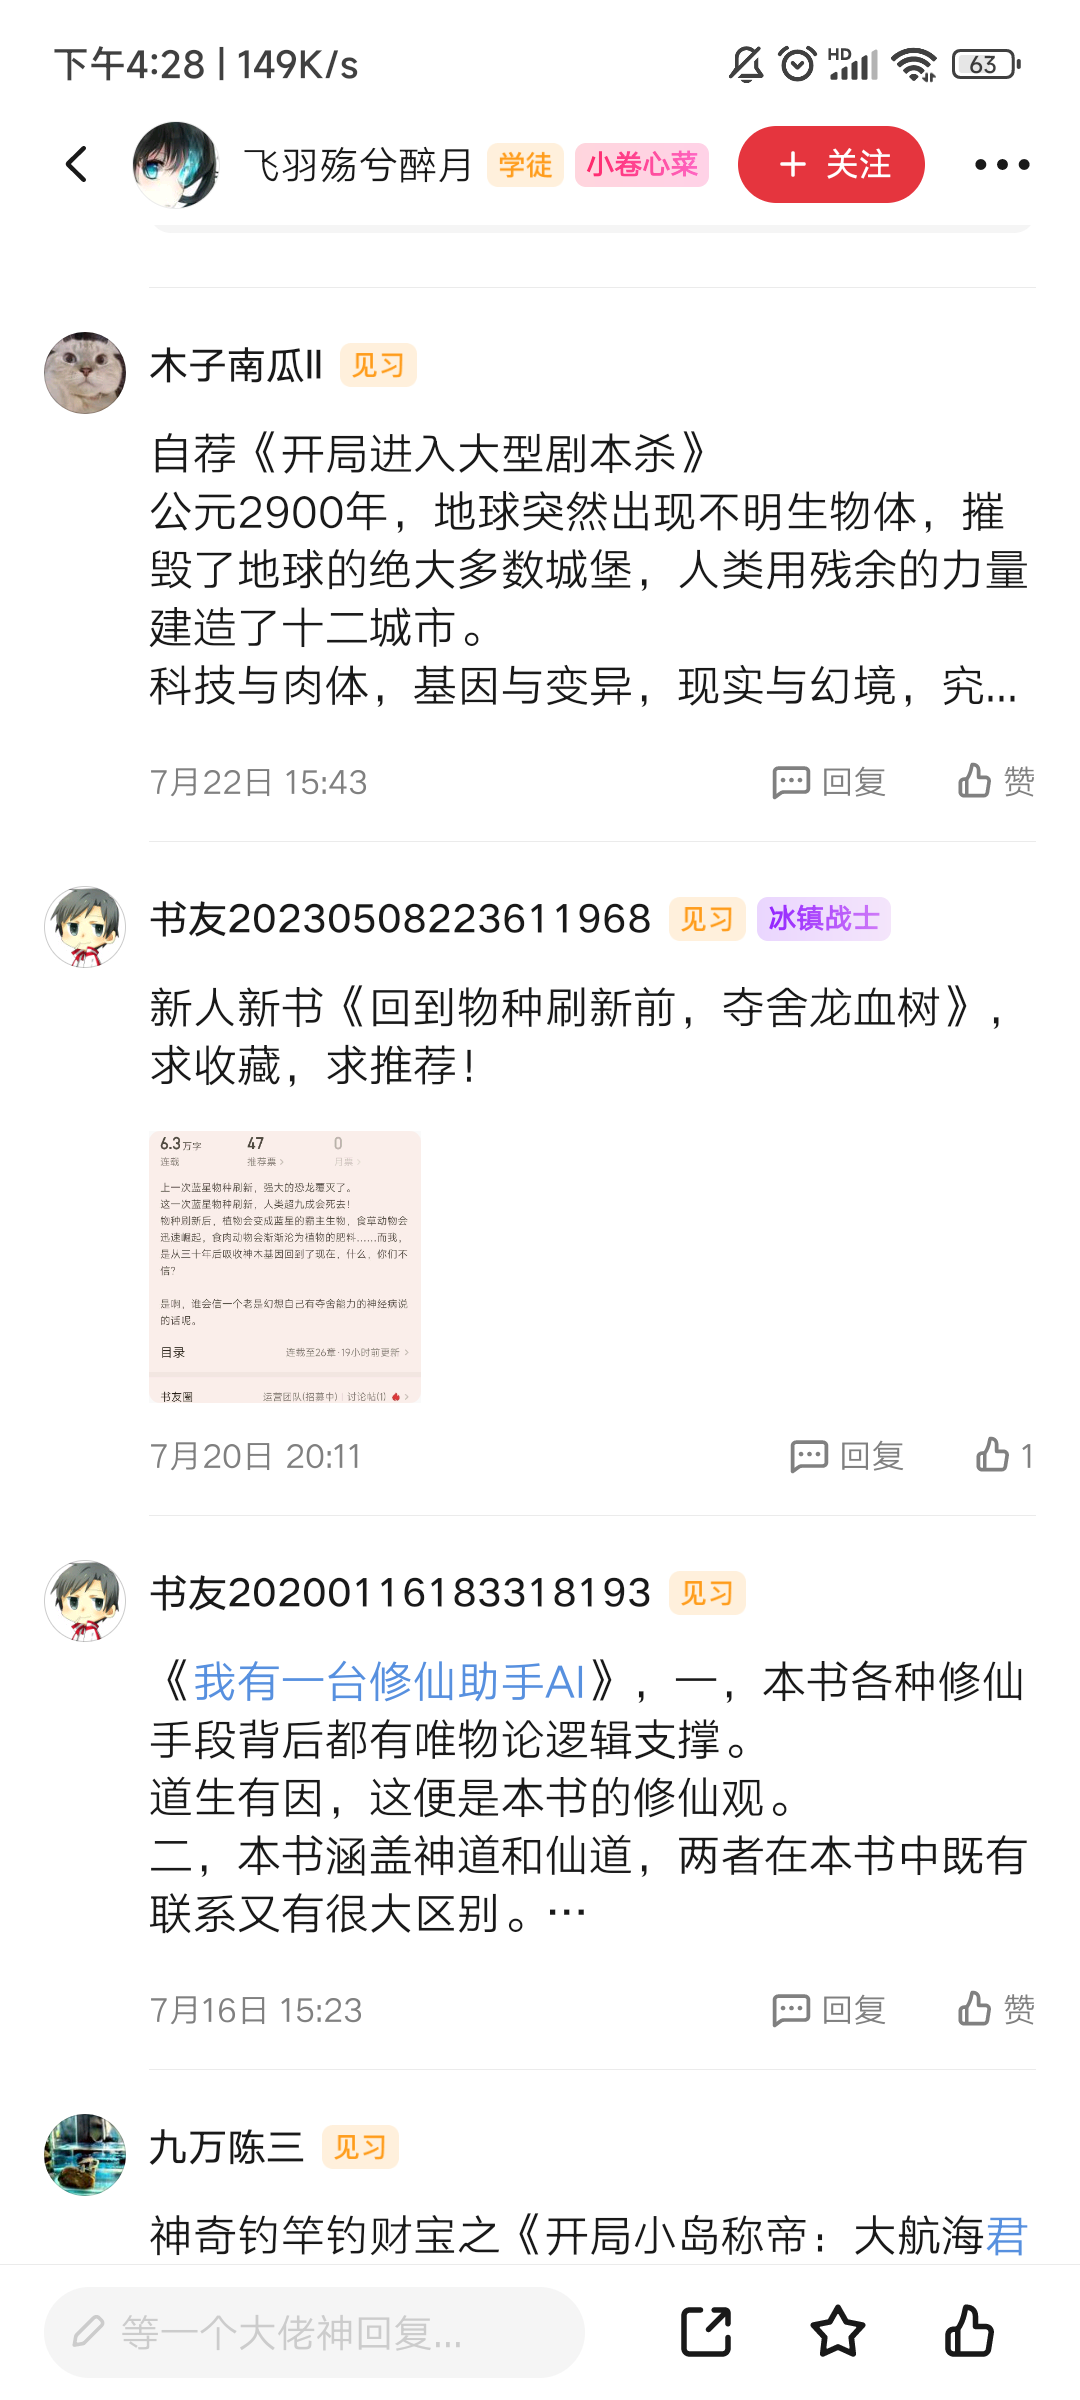 下午4:28 | 149K/s
HD
63
飞羽殇兮醉月 学徒 小卷心菜 + 关注
木子南瓜II 见习
自荐《开局进入大型剧本杀》
公元2900年，地球突然出现不明生物体，摧
毁了地球的绝大多数城堡，人类用残余的力量
建造了十二城市。
科技与肉体，基因与变异，现实与幻境，究...
7月22日 15:43 回复 赞
书友20230508223611968 见习 冰镇战士
新人新书《回到物种刷新前，夺舍龙血树》，
求收藏，求推荐！
6.3万字 47 0
连载 推荐票 > 月票 >
上一次蓝星物种刷新，强大的恐龙覆灭了。
这一次蓝星物种刷新，人类超九成会死去！
物种刷新后，植物会变成蓝星的霸主生物，食草动物会
迅速崛起，食肉动物会渐渐沦为植物的肥料……而我，
是从三十年后吸收神木基因回到了现在，什么，你们不
信？
是啊，谁会信一个老是幻想自己有夺舍能力的神经病说
的话呢。
目录 连载至26章·19小时前更新 >
书友圈 运营团队(招募中) | 讨论帖(1) >
7月20日 20:11 回复 1
书友20200116183318193 见习
《我有一台修仙助手AI》，一，本书各种修仙
手段背后都有唯物论逻辑支撑。
道生有因，这便是本书的修仙观。
二，本书涵盖神道和仙道，两者在本书中既有
联系又有很大区别。…
7月16日 15:23 回复 赞
九万陈三 见习
神奇钓竿钓财宝之《开局小岛称帝：大航海君
等一个大佬神回复...